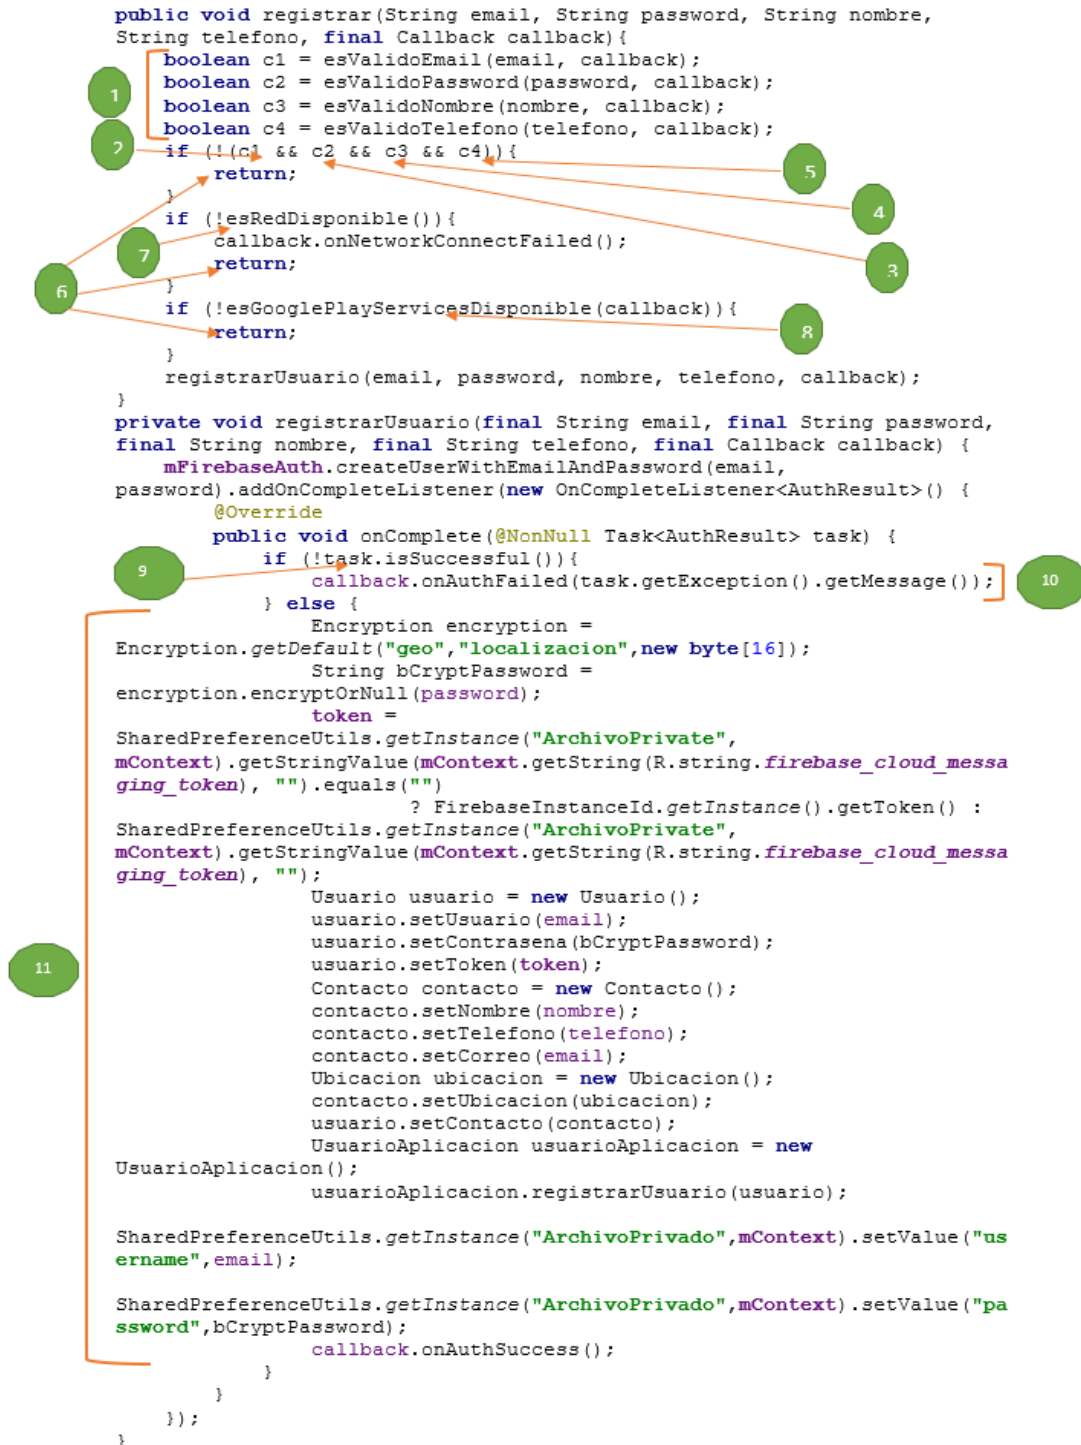 public void registrar(String email, String password, String nombre,
String telefono, final Callback callback){
boolean c1 = esValidoEmail(email, callback);
boolean c2 = esValidoPassword(password, callback);
1
boolean c3 = esValidoNombre(nombre, callback);
boolean c4 = esValidoTelefono(telefono, callback);
2
if (!(c1 && c2 && c3 && c4)){
5
return;
}
4
if (!esRedDisponible()){
callback.onNetworkConnectFailed();
7
return;
3
}
6
if (!esGooglePlayServicesDisponible(callback)){
return;
8
}
registrarUsuario(email, password, nombre, telefono, callback);
}
private void registrarUsuario(final String email, final String password,
final String nombre, final String telefono, final Callback callback) {
mFirebaseAuth.createUserWithEmailAndPassword(email,
password).addOnCompleteListener(new OnCompleteListener<AuthResult>() {
@Override
public void onComplete(@NonNull Task<AuthResult> task) {
if (!task.isSuccessful()){
9
callback.onAuthFailed(task.getException().getMessage());
10
} else {
Encryption encryption =
Encryption.getDefault("geo","localizacion",new byte[16]);
String bCryptPassword =
encryption.encryptOrNull(password);
token =
SharedPreferenceUtils.getInstance("ArchivoPrivate",
mContext).getStringValue(mContext.getString(R.string.firebase_cloud_messa
ging_token), "").equals("")
? FirebaseInstanceId.getInstance().getToken() :
SharedPreferenceUtils.getInstance("ArchivoPrivate",
mContext).getStringValue(mContext.getString(R.string.firebase_cloud_messa
ging_token), "");
Usuario usuario = new Usuario();
usuario.setUsuario(email);
usuario.setContrasena(bCryptPassword);
usuario.setToken(token);
11
Contacto contacto = new Contacto();
contacto.setNombre(nombre);
contacto.setTelefono(telefono);
contacto.setCorreo(email);
Ubicacion ubicacion = new Ubicacion();
contacto.setUbicacion(ubicacion);
usuario.setContacto(contacto);
UsuarioAplicacion usuarioAplicacion = new
UsuarioAplicacion();
usuarioAplicacion.registrarUsuario(usuario);
SharedPreferenceUtils.getInstance("ArchivoPrivado",mContext).setValue("us
ername",email);
SharedPreferenceUtils.getInstance("ArchivoPrivado",mContext).setValue("pa
ssword",bCryptPassword);
callback.onAuthSuccess();
}
}
});
}